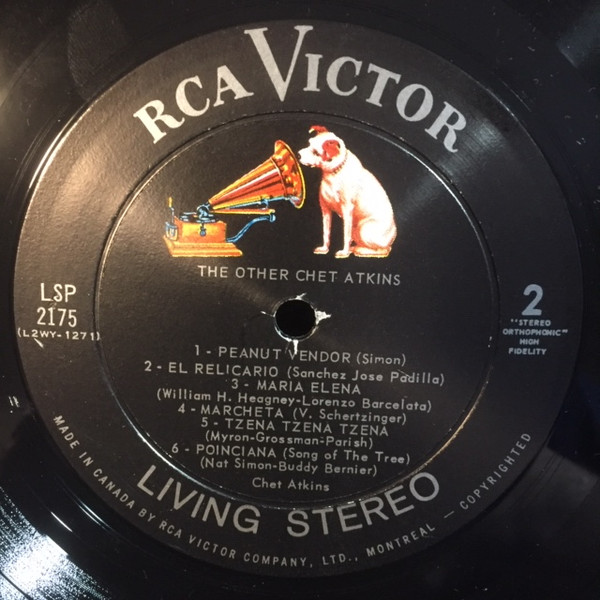 RCA VICTOR
THE OTHER CHET ATKINS
LSP
2175
(L2WY-1271)
2
"STEREO
ORTHOPHONIC"
HIGH
FIDELITY
1 - PEANUT VENDOR (Simon)
2 - EL RELICARIO (Sanchez Jose Padilla)
3 - MARIA ELENA
(William H. Heagney-Lorenzo Barcelata)
4 - MARCHETA (V. Schertzinger)
5 - TZENA TZENA TZENA
(Myron-Grossman-Parish)
6 - POINCIANA (Song of The Tree)
(Nat Simon-Buddy Bernier)
Chet Atkins
LIVING STEREO
MADE IN CANADA BY RCA VICTOR COMPANY, LTD., MONTREAL - COPYRIGHTED